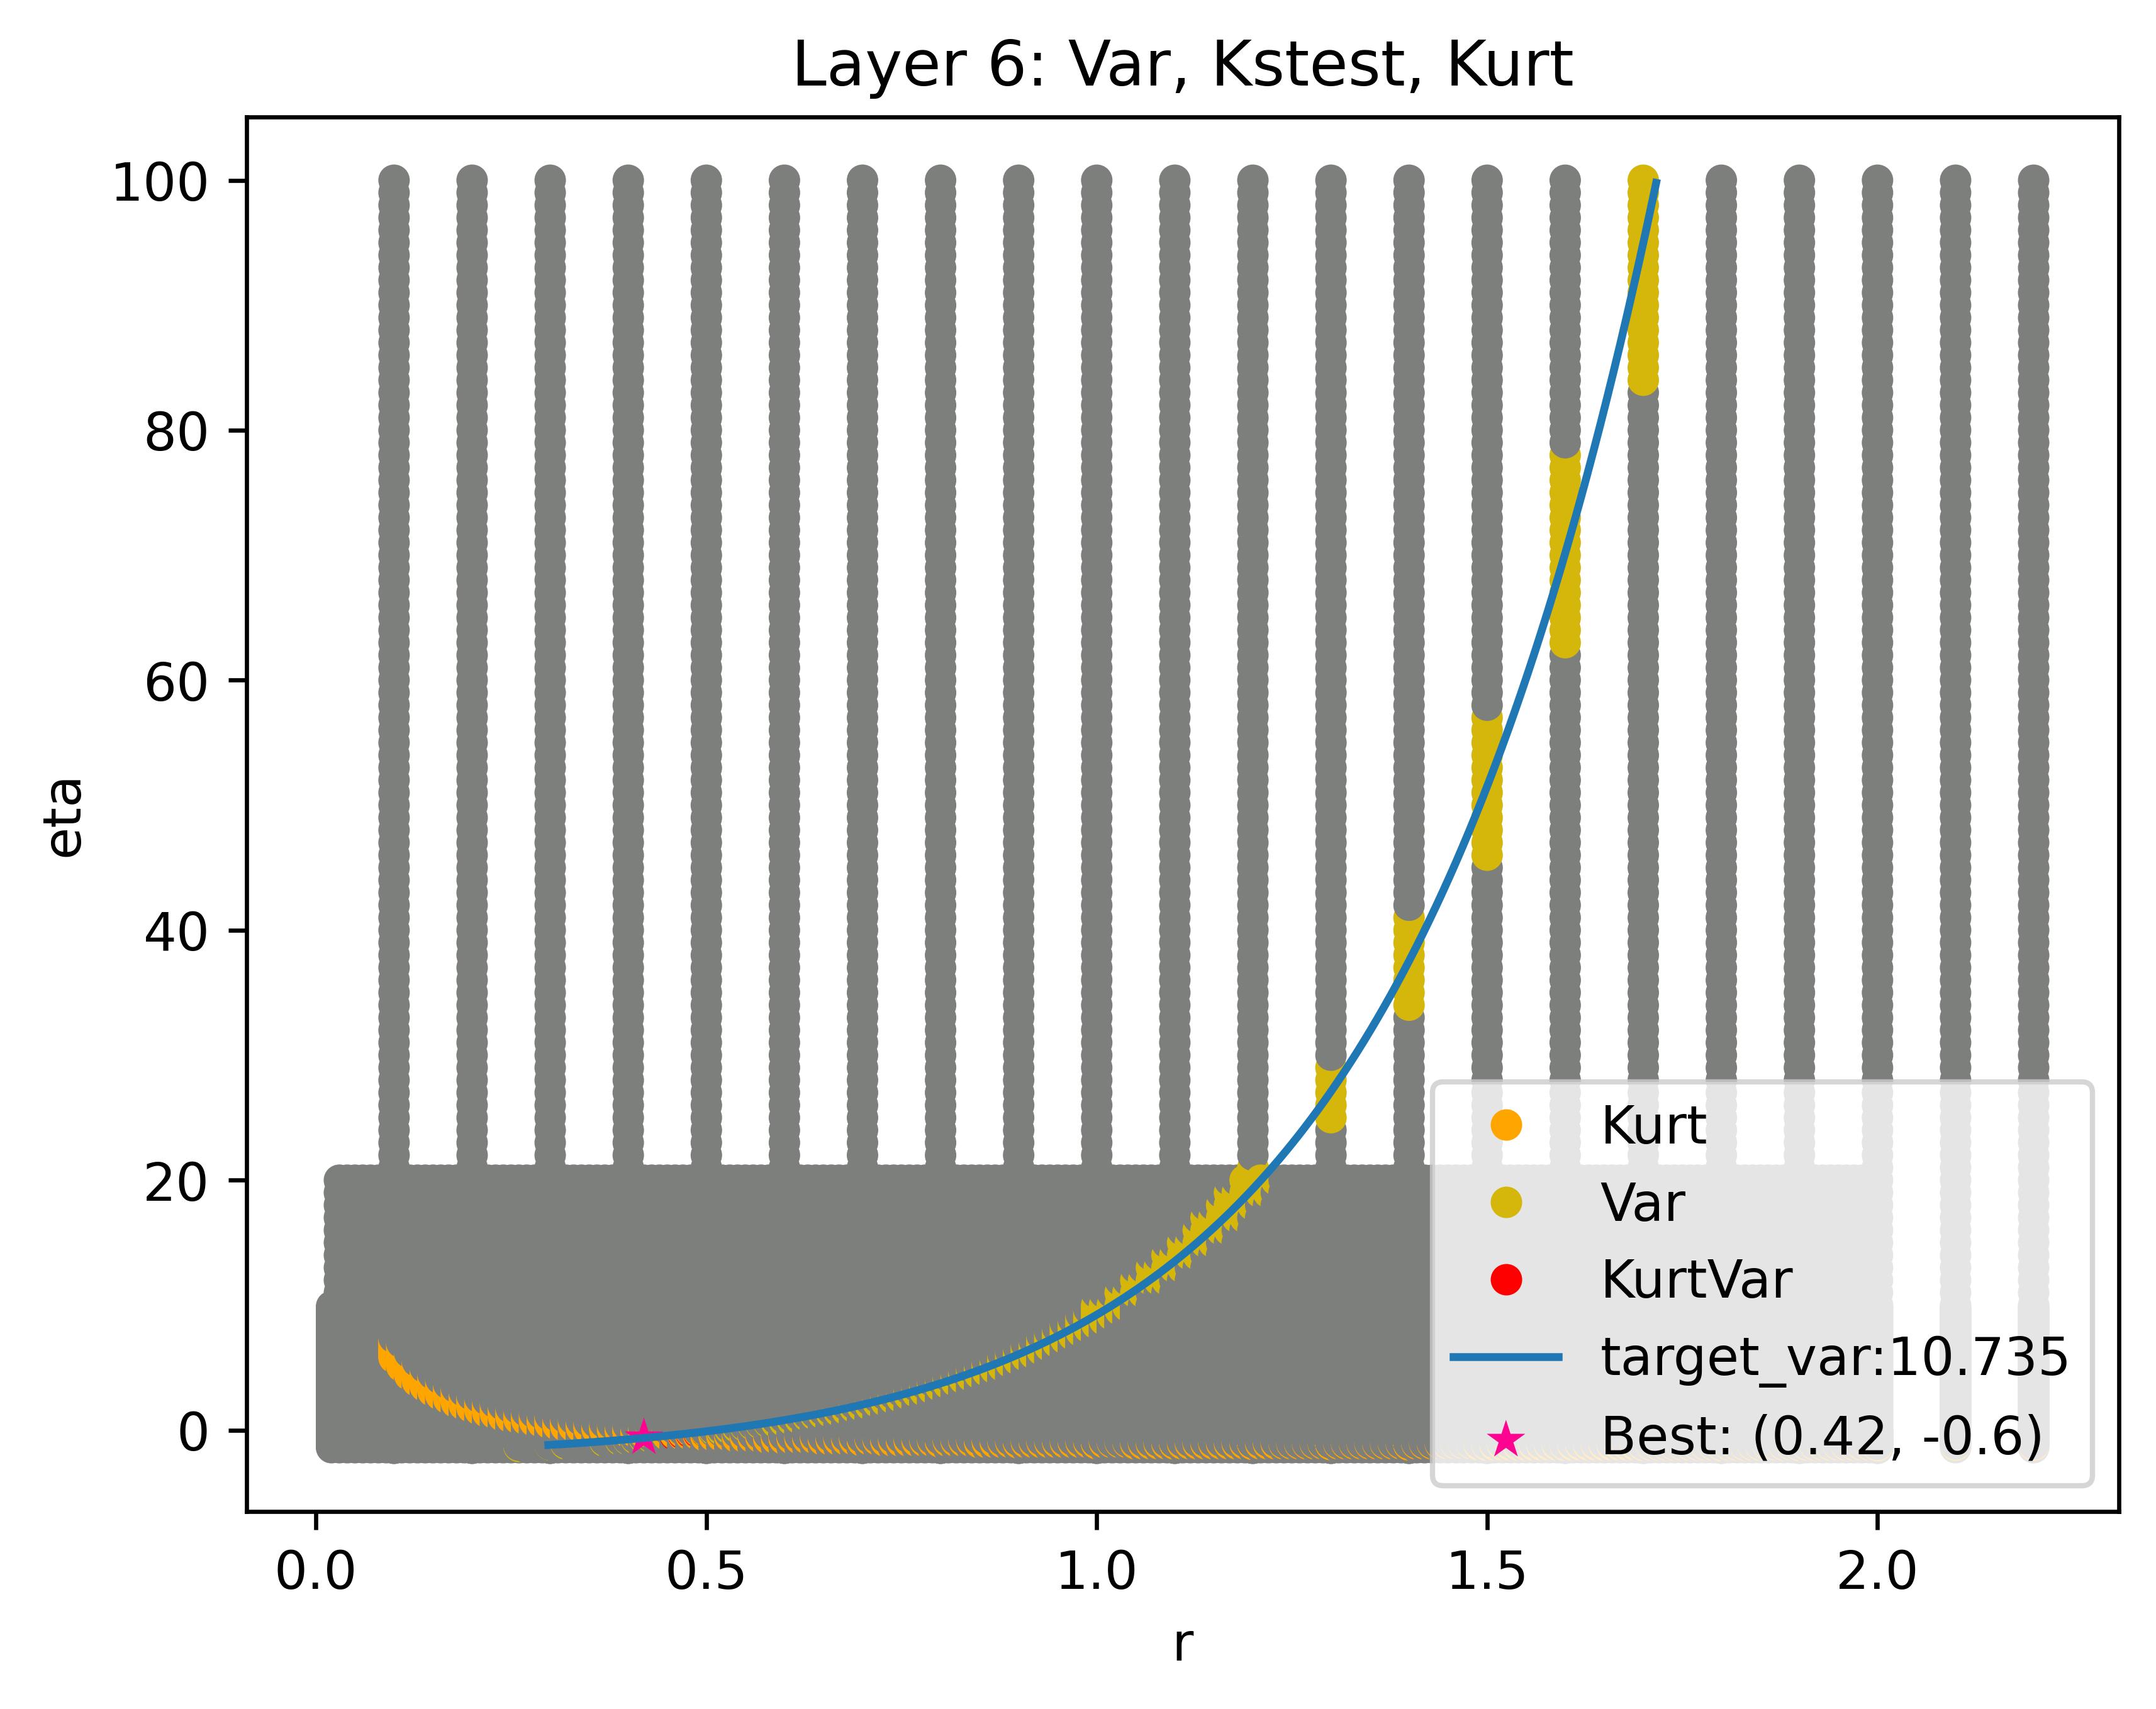 Layer 6: Var, Kstest, Kurt
100
80
60
40
20
0
eta
0.0 0.5 1.0 1.5 2.0
r
Kurt
Var
KurtVar
target_var:10.735
Best: (0.42, -0.6)